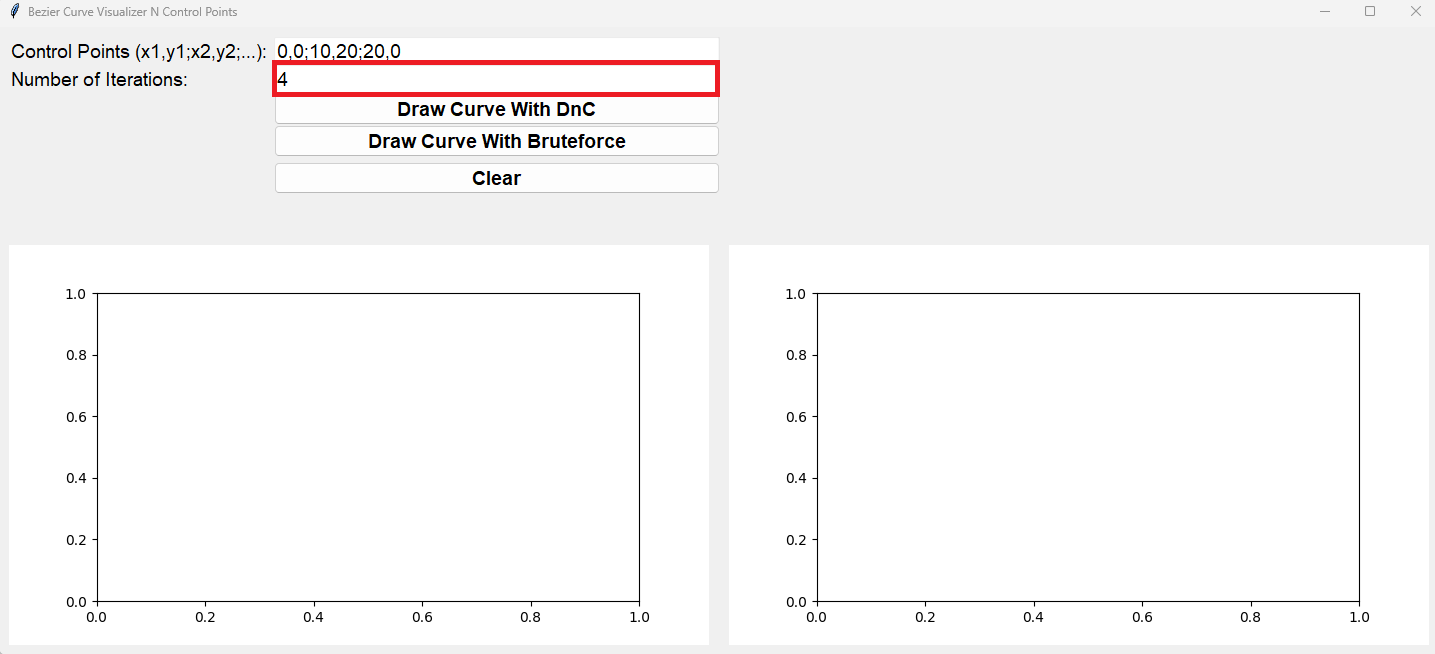 Bezier Curve Visualizer N Control Points
Control Points (x1,y1;x2,y2;...): 0,0;10,20;20,0
Number of Iterations: 4
Draw Curve With DnC
Draw Curve With Bruteforce
Clear
1.0
0.8
0.6
0.4
0.2
0.0
0.0 0.2 0.4 0.6 0.8 1.0
1.0
0.8
0.6
0.4
0.2
0.0
0.0 0.2 0.4 0.6 0.8 1.0